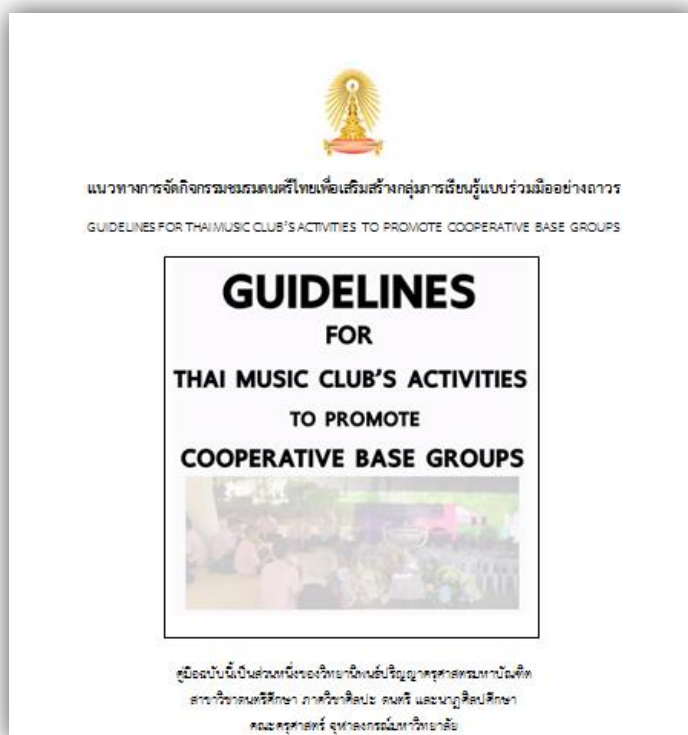 แนวทางการจัดกิจกรรมชมรมดนตรีไทยเพื่อเสริมสร้างกลุ่มการเรียนรู้แบบร่วมมืออย่างถาวร
GUIDELINES FOR THAI MUSIC CLUB'S ACTIVITIES TO PROMOTE COOPERATIVE BASE GROUPS
GUIDELINES
FOR
THAI MUSIC CLUB'S ACTIVITIES
TO PROMOTE
COOPERATIVE BASE GROUPS
คู่มือฉบับนี้เป็นส่วนหนึ่งของวิทยานิพนธ์ปริญญาครุศาสตรมหาบัณฑิต
สาขาวิชาดนตรีศึกษา ภาควิชาศิลปะ ดนตรี และนาฏศิลป์ศึกษา
คณะครุศาสตร์ จุฬาลงกรณ์มหาวิทยาลัย